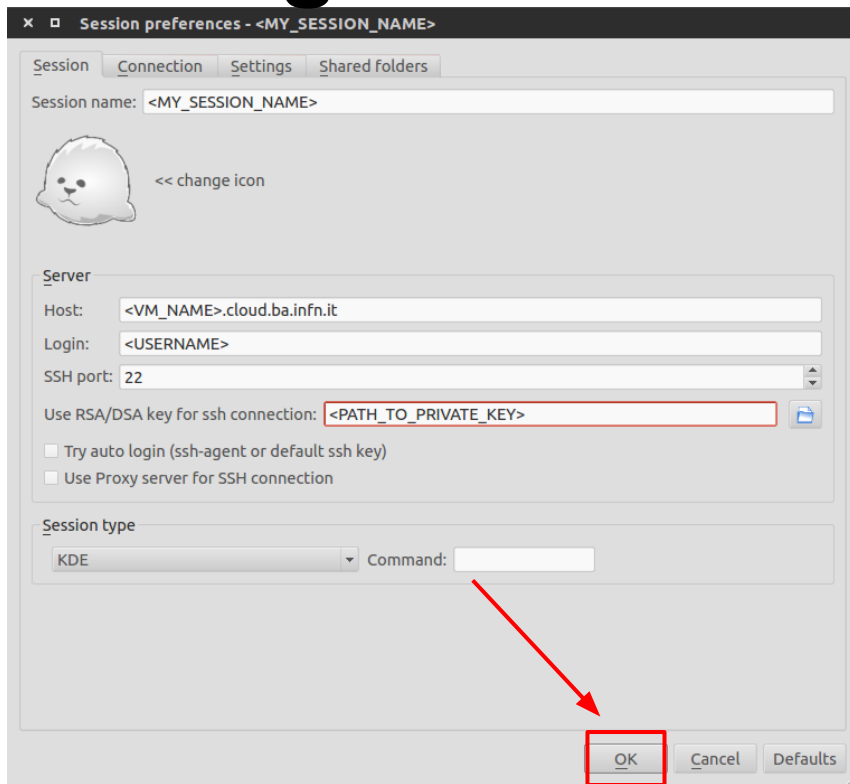 Session preferences - <MY_SESSION_NAME>
Session Connection Settings Shared folders
Session name: <MY_SESSION_NAME>
<< change icon
Server
Host: <VM_NAME>.cloud.ba.infn.it
Login: <USERNAME>
SSH port: 22
Use RSA/DSA key for ssh connection: <PATH_TO_PRIVATE_KEY>
Try auto login (ssh-agent or default ssh key)
Use Proxy server for SSH connection
Session type
KDE Command:
OK Cancel Defaults